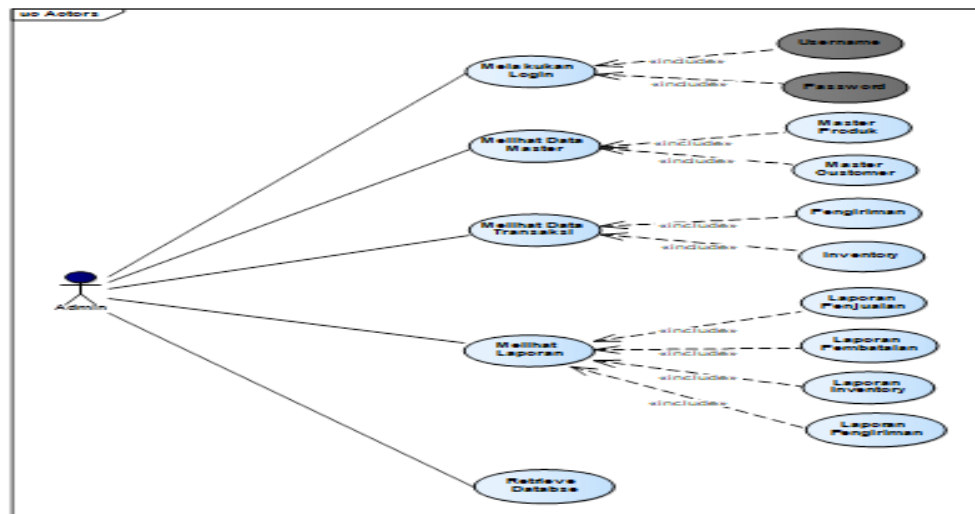 uc Actors
Username
Melakukan
Login
«include»
«include»
Password
Master
Produk
Melihat Data
Master
«include»
«include»
Master
Customer
Pengiriman
Melihat Data
Transaksi
«include»
«include»
Inventory
Admin
Laporan
Penjualan
«include»
Melihat
Laporan
Laporan
Pembatalan
«include»
«include»
Laporan
Inventory
«include»
Laporan
Pengiriman
Retrieve
Databse